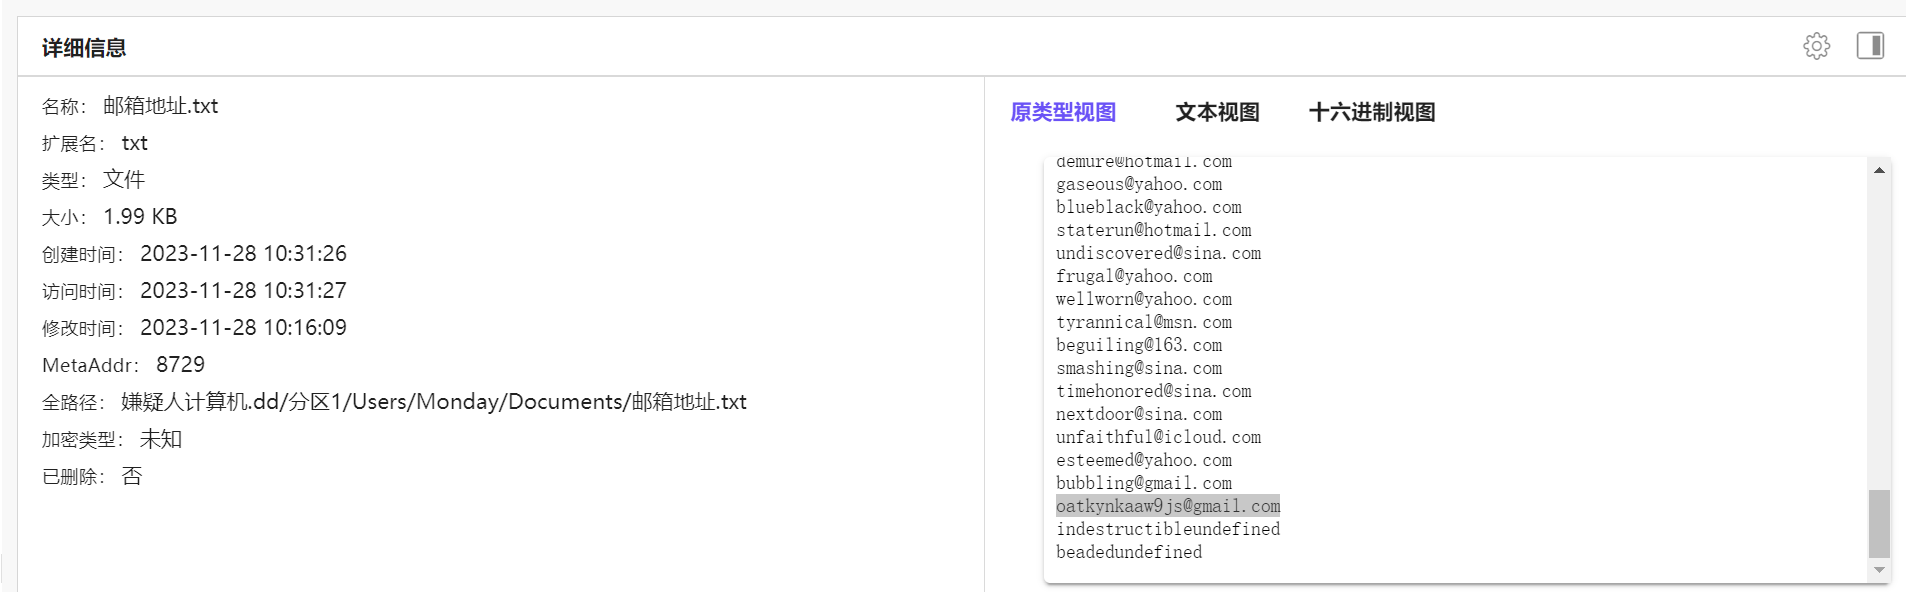 详细信息
名称： 邮箱地址.txt
扩展名： txt
类型： 文件
大小： 1.99 KB
创建时间： 2023-11-28 10:31:26
访问时间： 2023-11-28 10:31:27
修改时间： 2023-11-28 10:16:09
MetaAddr： 8729
全路径： 嫌疑人计算机.dd/分区1/Users/Monday/Documents/邮箱地址.txt
加密类型： 未知
已删除： 否
原类型视图 文本视图 十六进制视图
demure@hotmail.com
gaseous@yahoo.com
blueblack@yahoo.com
staterun@hotmail.com
undiscovered@sina.com
frugal@yahoo.com
wellworn@yahoo.com
tyrannical@msn.com
beguiling@163.com
smashing@sina.com
timehonored@sina.com
nextdoor@sina.com
unfaithful@icloud.com
esteemed@yahoo.com
bubbling@gmail.com
oatkynkaaw9js@gmail.com
indestructibleundefined
beadedundefined